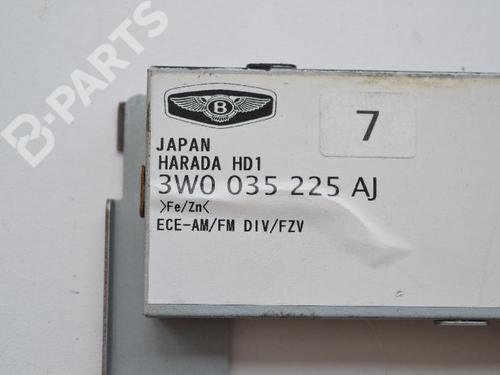 B-PARTS
B
7
JAPAN
HARADA HD1
3W0 035 225 AJ
>Fe/Zn<
ECE-AM/FM DIV/FZV